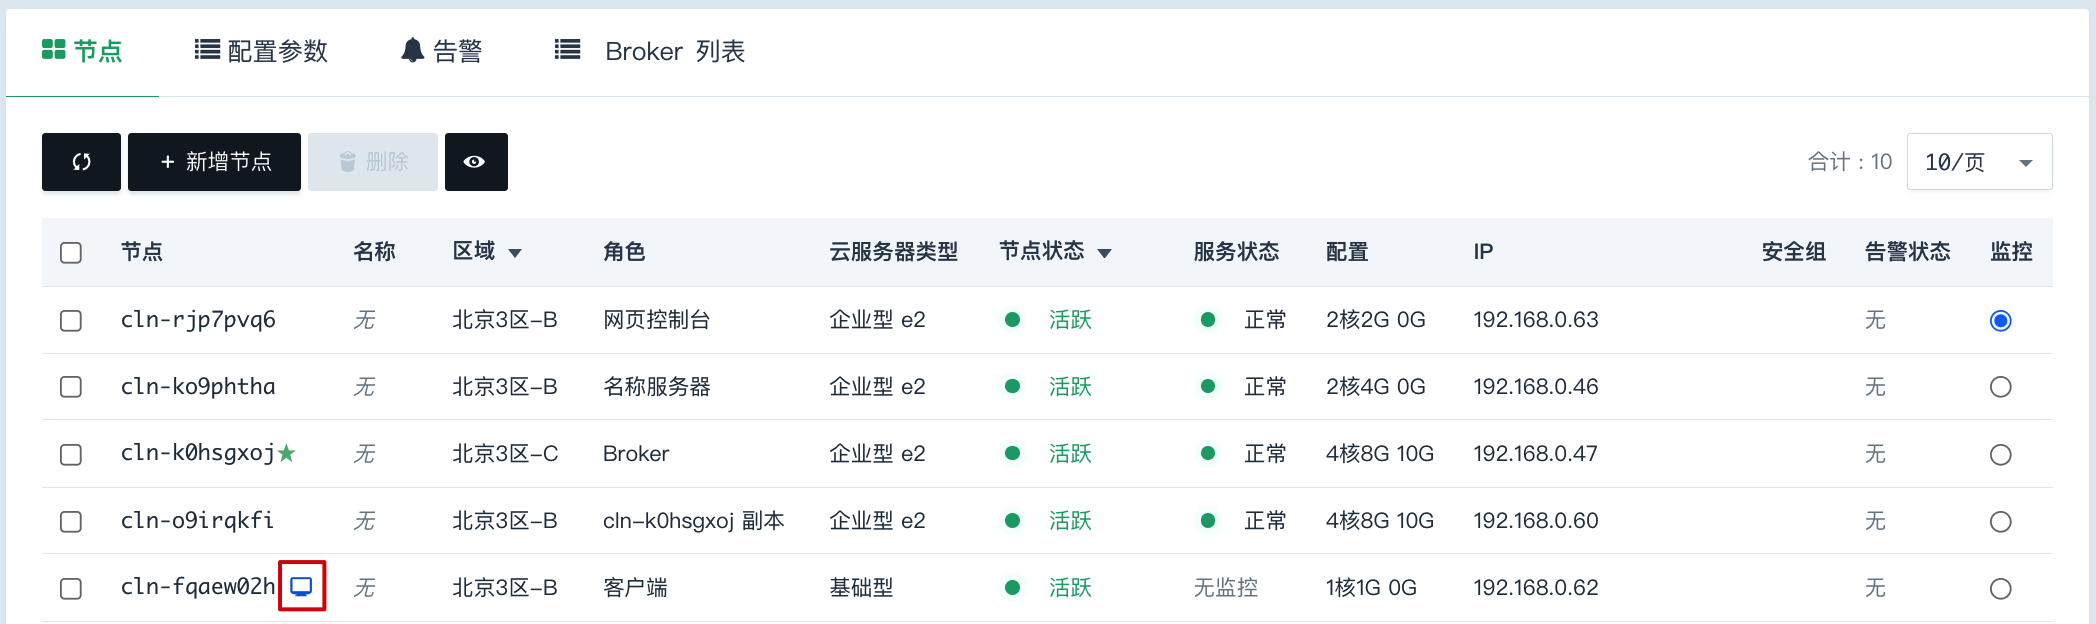 节点 配置参数 告警 Broker 列表
+ 新增节点 删除 合计：10 10/页
节点 名称 区域 角色 云服务器类型 节点状态 服务状态 配置 IP 安全组 告警状态 监控
cln-rjp7pvq6 无 北京3区-B 网页控制台 企业型 e2 活跃 正常 2核2G 0G 192.168.0.63 无
cln-ko9phtha 无 北京3区-B 名称服务器 企业型 e2 活跃 正常 2核4G 0G 192.168.0.46 无
cln-k0hsgxoj 无 北京3区-C Broker 企业型 e2 活跃 正常 4核8G 10G 192.168.0.47 无
cln-o9irqkfi 无 北京3区-B cln-k0hsgxoj 副本 企业型 e2 活跃 正常 4核8G 10G 192.168.0.60 无
cln-fqaew02h 无 北京3区-B 客户端 基础型 活跃 无监控 1核1G 0G 192.168.0.62 无